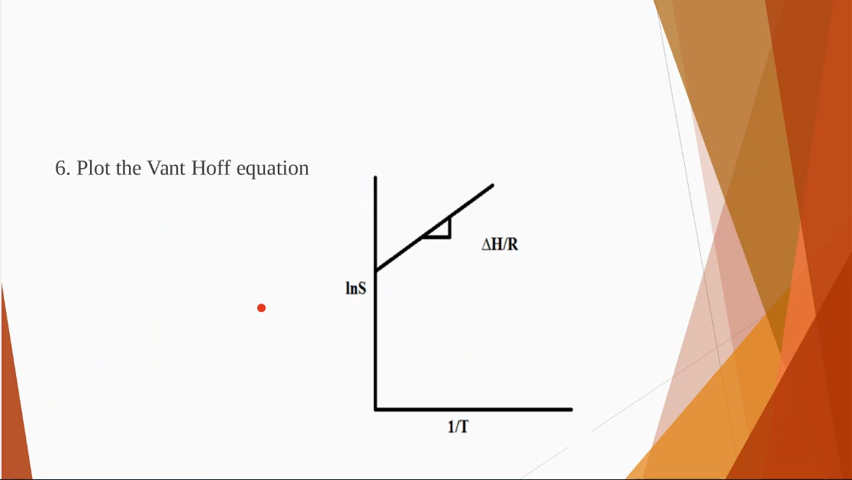 6. Plot the Vant Hoff equation
ΔH/R
lnS
1/T